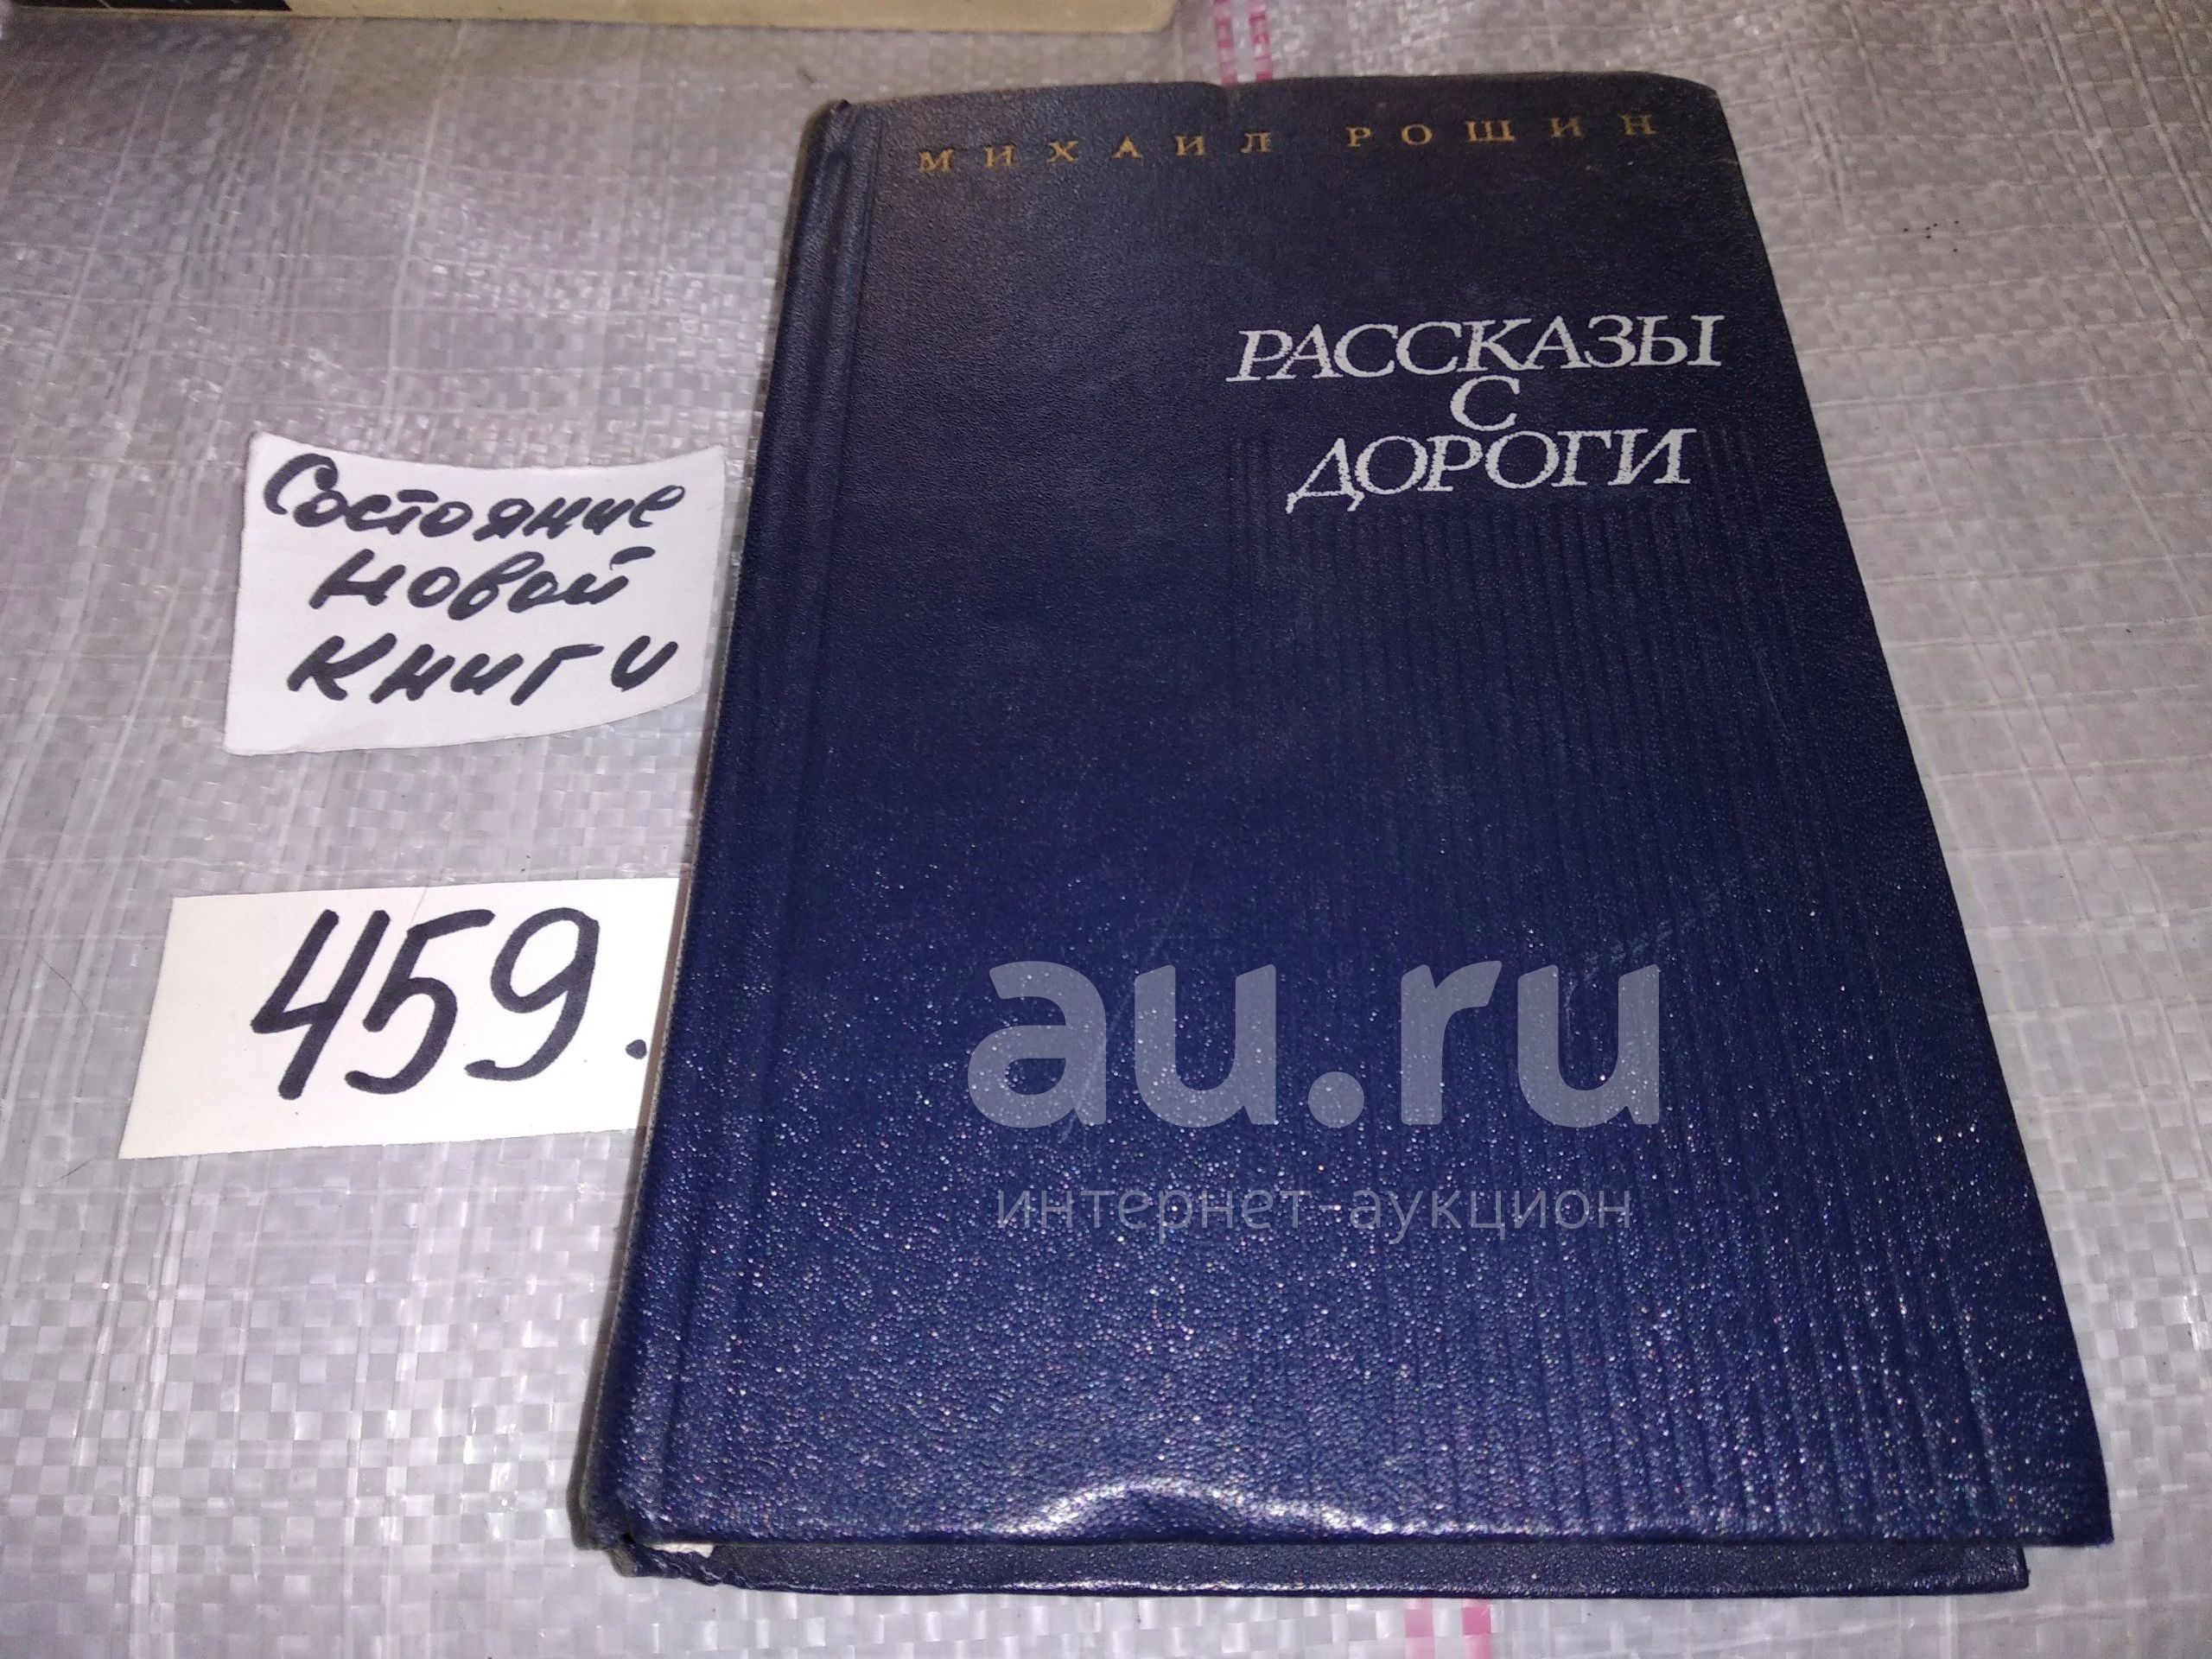 МИХАИЛ РОЩИН
РАССКАЗЫ
С
ДОРОГИ
Состояние
новой
книги
459.
au.ru
интернет-аукцион